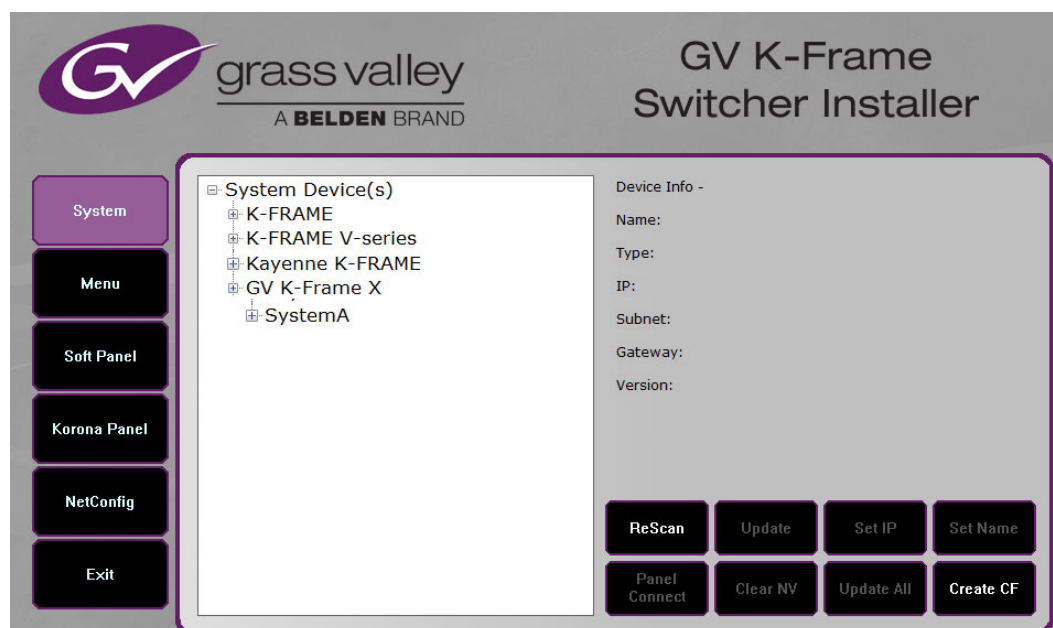 GV
grass valley
A BELDEN BRAND
GV K-Frame
Switcher Installer
System
Menu
Soft Panel
Korona Panel
NetConfig
Exit
System Device(s)
K-FRAME
K-FRAME V-series
Kayenne K-FRAME
GV K-Frame X
SystemA
Device Info -
Name:
Type:
IP:
Subnet:
Gateway:
Version:
ReScan
Update
Set IP
Set Name
Panel
Connect
Clear NV
Update All
Create CF